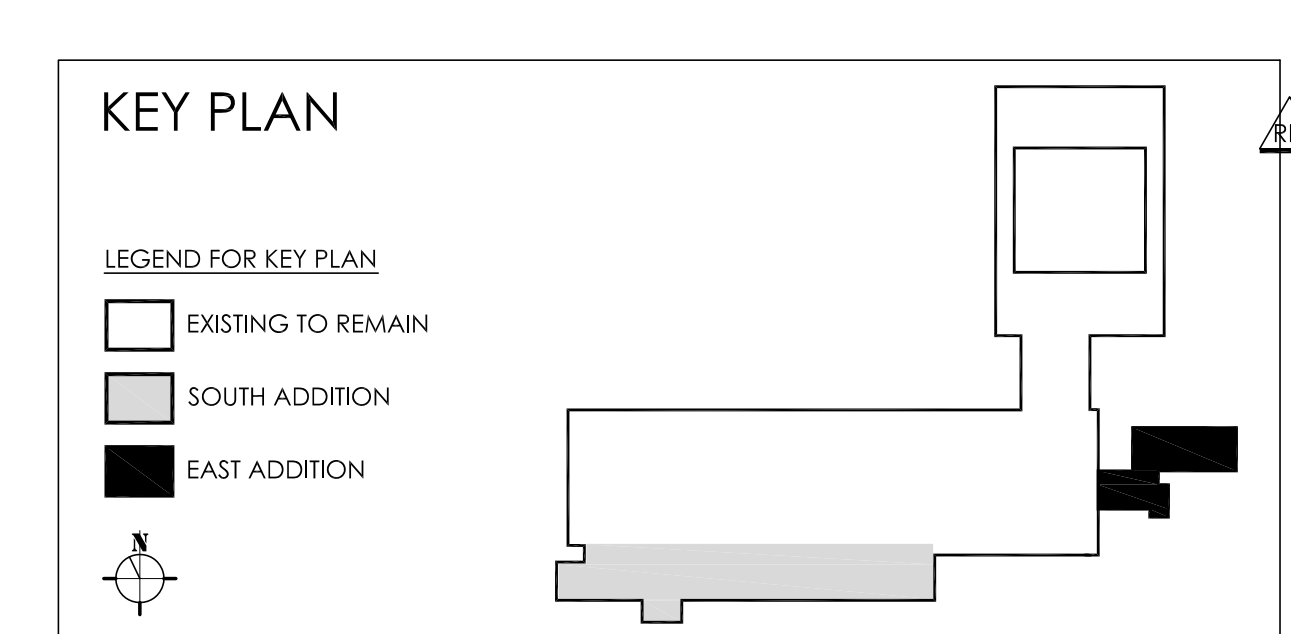 KEY PLAN
LEGEND FOR KEY PLAN
EXISTING TO REMAIN
SOUTH ADDITION
EAST ADDITION
N